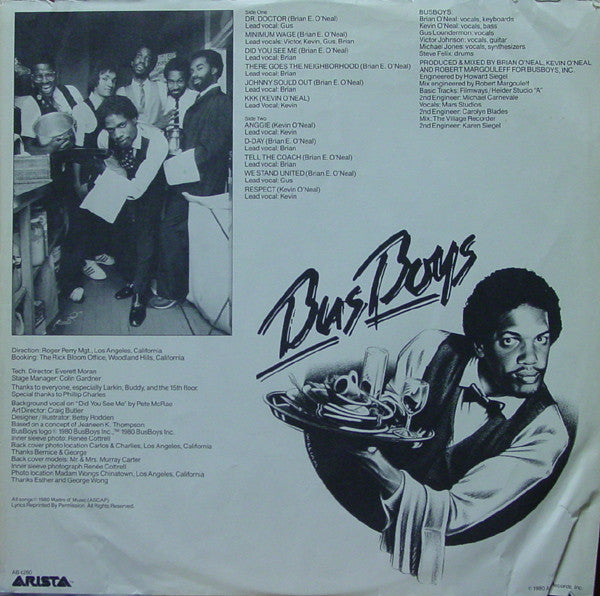 Side One
DR. DOCTOR (Brian E. O'Neal)
Lead vocal: Gus
MINIMUM WAGE (Brian E. O'Neal)
Lead vocals: Victor, Kevin, Gus, Brian
DID YOU SEE ME (Brian E. O'Neal)
Lead vocal: Brian
THERE GOES THE NEIGHBORHOOD (Brian E. O'Neal)
Lead vocal: Brian
JOHNNY SOULD OUT (Brian E. O'Neal)
Lead vocal: Brian
KKK (KEVIN O'NEAL)
Lead Vocal: Kevin
Side Two
ANGGIE (Kevin O'Neal)
Lead vocal: Kevin
D-DAY (Brian E. O'Neal)
Lead vocal: Brian
TELL THE COACH (Brian E. O'Neal)
Lead vocal: Brian
WE STAND UNITED (Brian E. O'Neal)
Lead vocal: Gus
RESPECT (Kevin O'Neal)
Lead vocal: Kevin
BUSBOYS:
Brian O'Neal: vocals, keyboards
Kevin O'Neal: vocals, bass
Gus Loundermon: vocals
Victor Johnson: vocals, guitar
Michael Jones: vocals, synthesizers
Steve Felix: drums
PRODUCED & MIXED BY BRIAN O'NEAL, KEVIN O'NEAL
AND ROBERT MARGOULEFF FOR BUSBOYS, INC.
Engineered by Howard Siegel
Mix engineered by Robert Margouleff
Basic Tracks: Filmways/Heider Studio "A"
2nd Engineer: Michael Carnevale
Vocals: Mars Studios
2nd Engineer: Carolyn Blades
Mix: The Village Recorder
2nd Engineer: Karen Siegel
Bus Boys
Direction: Roger Perry Mgt., Los Angeles, California
Booking: The Rick Bloom Office, Woodland Hills, California
Tech. Director: Everett Moran
Stage Manager: Colin Gardner
Thanks to everyone, especially Larkin, Buddy, and the 15th floor.
Special thanks to Phillip Charles
Background vocal on "Did You See Me" by Pete McRae
Art Director: Craig Butler
Designer / Illustrator: Betsy Rodden
Based on a concept of Jeaneen K. Thompson
BusBoys logo © 1980 BusBoys Inc., ™ 1980 BusBoys Inc.
Inner sleeve photo: Renée Cottrell
Back cover photo location Carlos & Charlies, Los Angeles, California
Thanks Bernice & George
Back cover models: Mr. & Mrs. Murray Carter
Inner sleeve photograph Renée Cottrell
Photo location Madam Wongs Chinatown, Los Angeles, California
Thanks Esther and George Wong
All songs © 1980 Music (ASCAP)
Lyrics Reprinted By Permission. All Rights Reserved.
AB 4280
ARISTA
© 1980 Records, Inc.